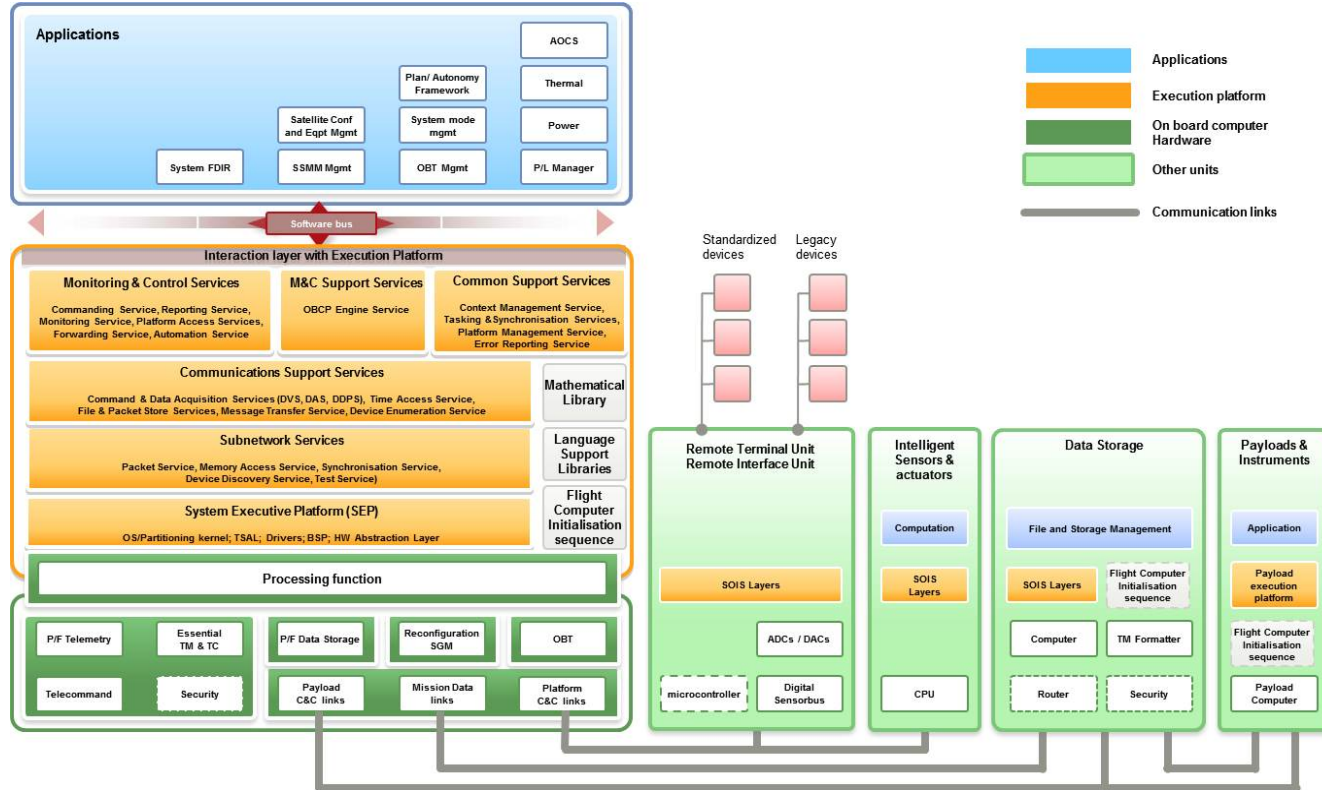 Applications
AOCS
Plan/ Autonomy
Framework
Thermal
Satellite Conf
and Eqpt Mgmt
System mode
mgmt
Power
System FDIR
SSMM Mgmt
OBT Mgmt
P/L Manager
Software bus
Interaction layer with Execution Platform
Monitoring & Control Services
Commanding Service, Reporting Service,
Monitoring Service, Platform Access Services,
Forwarding Service, Automation Service
M&C Support Services
OBCP Engine Service
Common Support Services
Context Management Service,
Tasking &Synchronisation Services,
Platform Management Service,
Error Reporting Service
Communications Support Services
Command & Data Acquisition Services (DVS, DAS, DDPS), Time Access Service,
File & Packet Store Services, Message Transfer Service, Device Enumeration Service
Mathematical
Library
Subnetwork Services
Packet Service, Memory Access Service, Synchronisation Service,
Device Discovery Service, Test Service)
Language
Support
Libraries
System Executive Platform (SEP)
OS/Partitioning kernel; TSAL; Drivers; BSP; HW Abstraction Layer
Flight
Computer
Initialisation
sequence
Processing function
P/F Telemetry
Essential
TM & TC
P/F Data Storage
Reconfiguration
SGM
OBT
Telecommand
Security
Payload
C&C links
Mission Data
links
Platform
C&C links
Applications
Execution platform
On board computer
Hardware
Other units
Communication links
Standardized
devices
Legacy
devices
Remote Terminal Unit
Remote Interface Unit
SOIS Layers
ADCs / DACs
microcontroller
Digital
Sensorbus
Intelligent
Sensors &
actuators
Computation
SOIS
Layers
CPU
Data Storage
File and Storage Management
SOIS Layers
Flight Computer
Initialisation
sequence
Computer
TM Formatter
Router
Security
Payloads &
Instruments
Application
Payload
execution
platform
Flight Computer
Initialisation
sequence
Payload
Computer